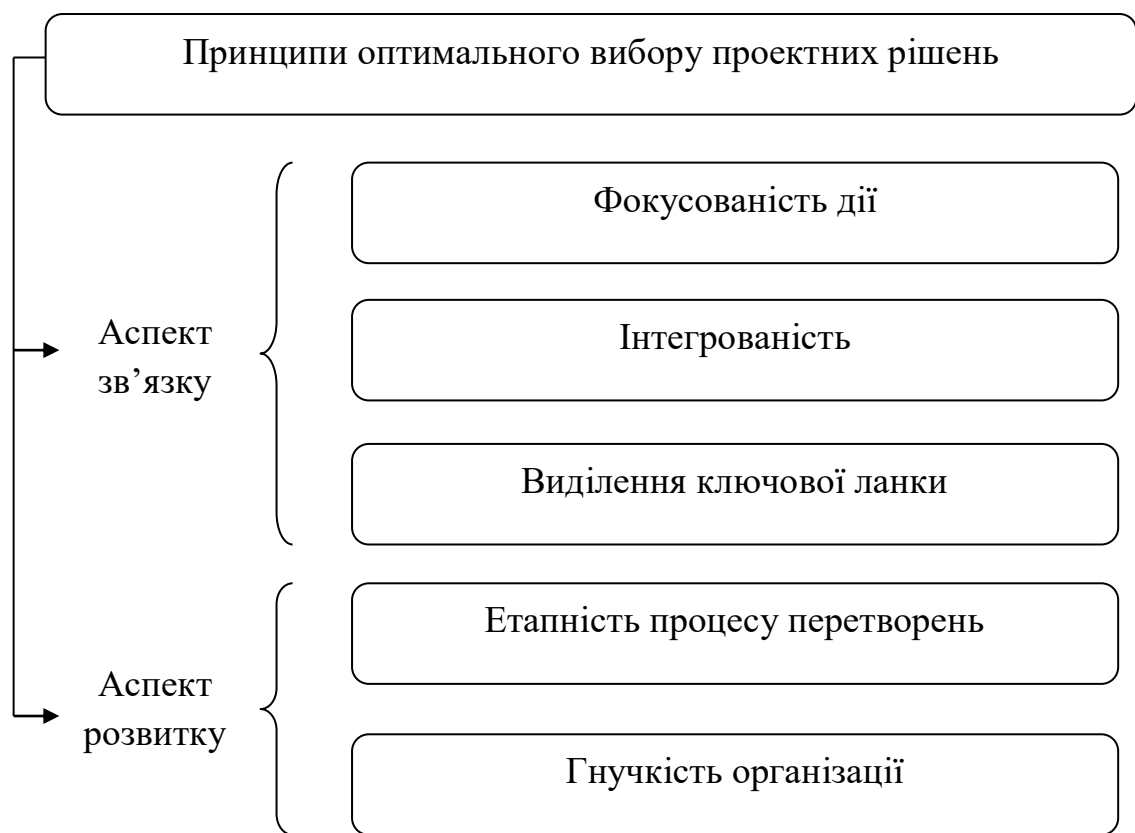 Принципи оптимального вибору проектних рішень
Фокусованість дії
Аспект
зв’язку
Інтегрованість
Виділення ключової ланки
Етапність процесу перетворень
Аспект
розвитку
Гнучкість організації